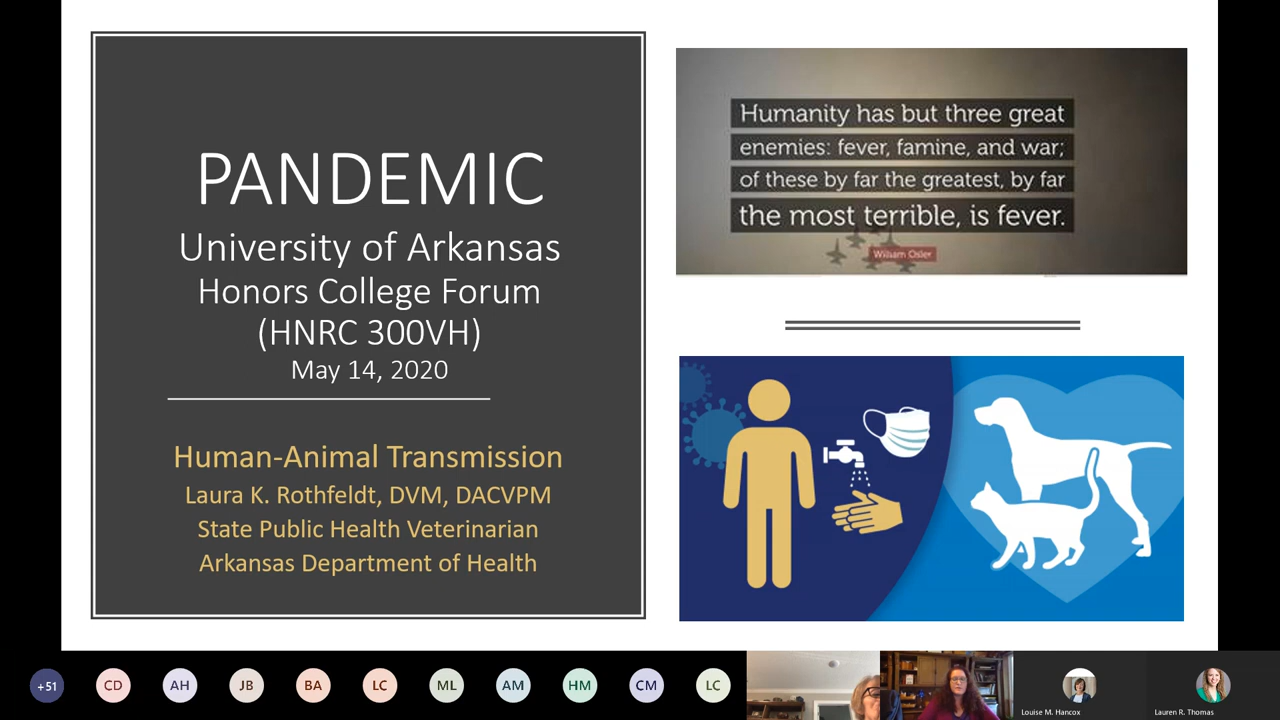 PANDEMIC
University of Arkansas
Honors College Forum
(HNRC 300VH)
May 14, 2020
Human-Animal Transmission
Laura K. Rothfeldt, DVM, DACVPM
State Public Health Veterinarian
Arkansas Department of Health
Humanity has but three great
enemies: fever, famine, and war;
of these by far the greatest, by far
the most terrible, is fever.
William Osler
+51
CD
AH
JB
BA
LC
ML
AM
HM
CM
LC
Louise M. Hancox
Lauren R. Thomas